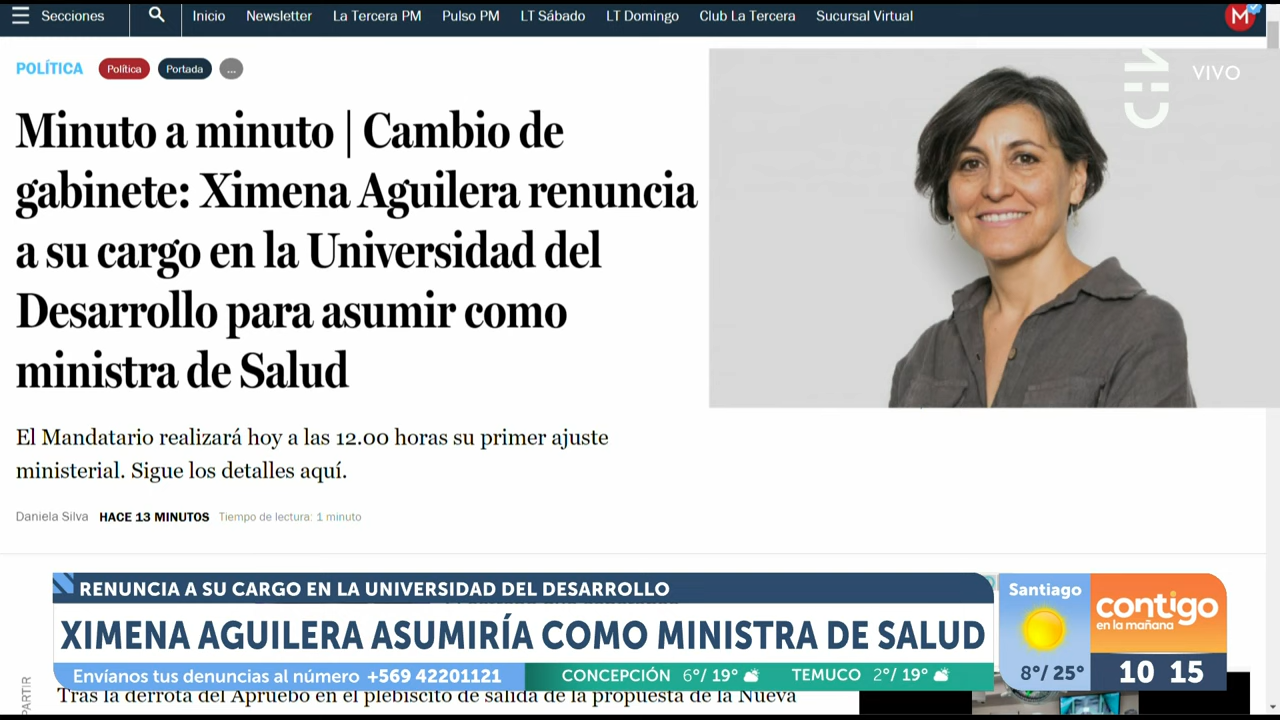 Secciones
Inicio
Newsletter
La Tercera PM
Pulso PM
LT Sábado
LT Domingo
Club La Tercera
Sucursal Virtual
M
POLÍTICA
Política
Portada
...
CHV
VIVO
Minuto a minuto | Cambio de
gabinete: Ximena Aguilera renuncia
a su cargo en la Universidad del
Desarrollo para asumir como
ministra de Salud
El Mandatario realizará hoy a las 12.00 horas su primer ajuste
ministerial. Sigue los detalles aquí.
Daniela Silva HACE 13 MINUTOS Tiempo de lectura: 1 minuto
RENUNCIA A SU CARGO EN LA UNIVERSIDAD DEL DESARROLLO
XIMENA AGUILERA ASUMIRÍA COMO MINISTRA DE SALUD
Envíanos tus denuncias al número +569 42201121
CONCEPCIÓN 6°/ 19°
TEMUCO 2°/ 19°
Santiago
8°/ 25°
contigo
en la mañana
10 15
Tras la derrota del Apruebo en el plebiscito de salida de la propuesta de la Nueva